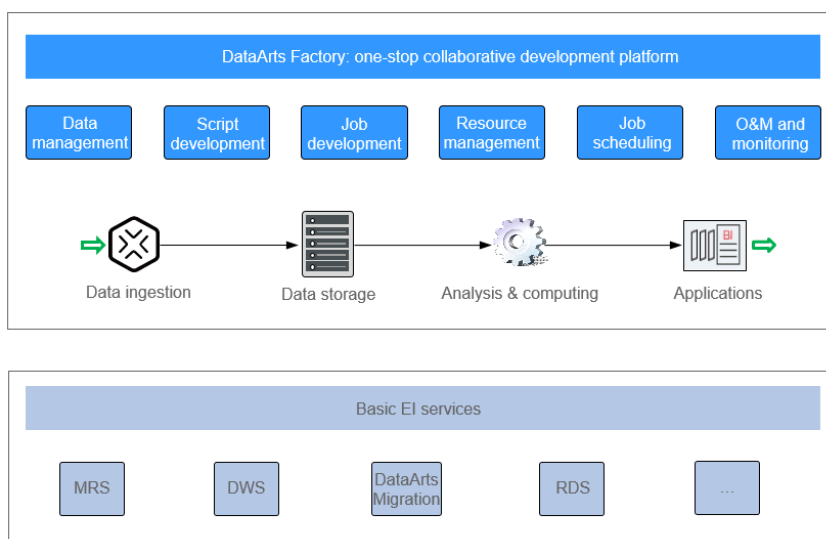 DataArts Factory: one-stop collaborative development platform
Data
management
Script
development
Job
development
Resource
management
Job
scheduling
O&M and
monitoring
BI
Data ingestion
Data storage
Analysis & computing
Applications
Basic EI services
MRS
DWS
DataArts
Migration
RDS
...